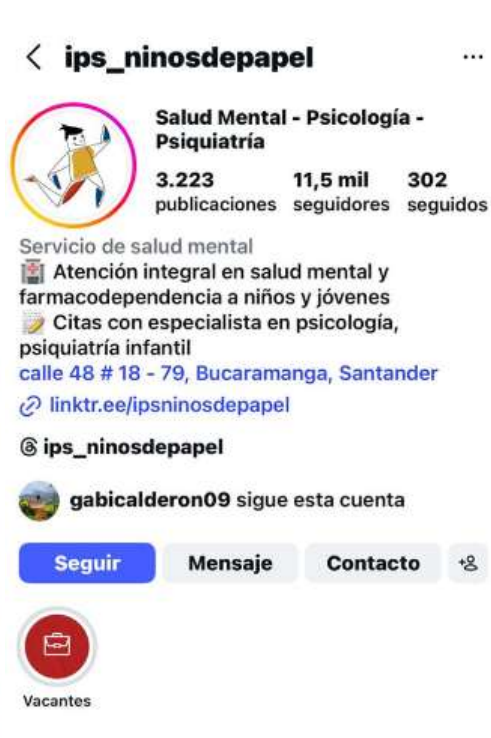 ips_ninosdepapel
Salud Mental - Psicología -
Psiquiatría
3.223 11,5 mil 302
publicaciones seguidores seguidos
Servicio de salud mental
🏥 Atención integral en salud mental y
farmacodependencia a niños y jóvenes
📝 Citas con especialista en psicología,
psiquiatría infantil
calle 48 # 18 - 79, Bucaramanga, Santander
linktr.ee/ipsninosdepapel
ips_ninosdepapel
gabicalderon09 sigue esta cuenta
Seguir Mensaje Contacto
Vacantes